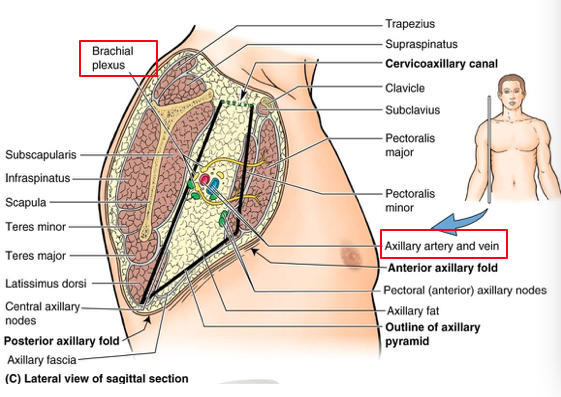 Trapezius
Brachial
plexus
Supraspinatus
Cervicoaxillary canal
Clavicle
Subclavius
Pectoralis
major
Subscapularis
Infraspinatus
Scapula
Teres minor
Teres major
Latissimus dorsi
Central axillary
nodes
Posterior axillary fold
Axillary fascia
Pectoralis
minor
Axillary artery and vein
Anterior axillary fold
Pectoral (anterior) axillary nodes
Axillary fat
Outline of axillary
pyramid
(C) Lateral view of sagittal section